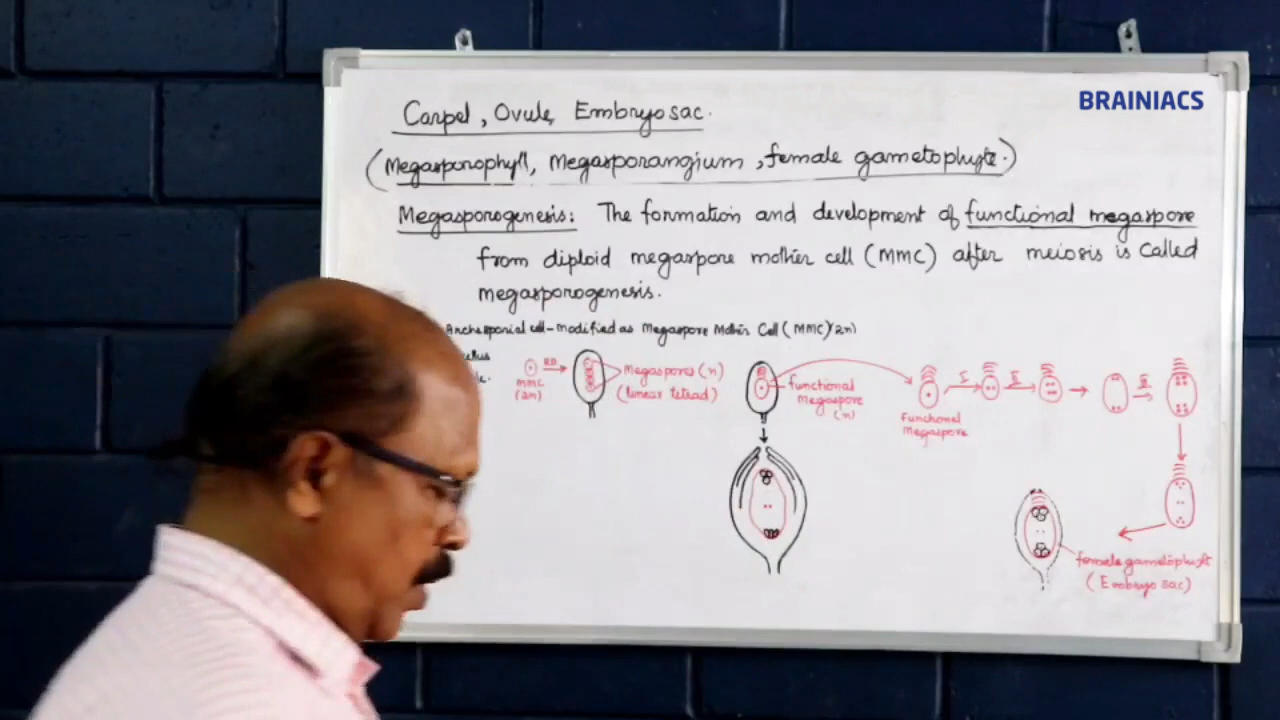 BRAINIACS
Carpel, Ovule, Embryo sac.
(Megasporophyll, Megasporangium, female gametophyte.)
Megasporogenesis: The formation and development of functional megaspore
from diploid megaspore mother cell (MMC) after meiosis is called
megasporogenesis.
Archesporial cell - modified as Megaspore Mother Cell (MMC) (2n)
MMC
(2n)
R.D
Megaspores (n)
(linear tetrad)
functional
Megaspore
(n)
Functional
Megaspore
I
II
III
female gametophyte
(Embryo sac)